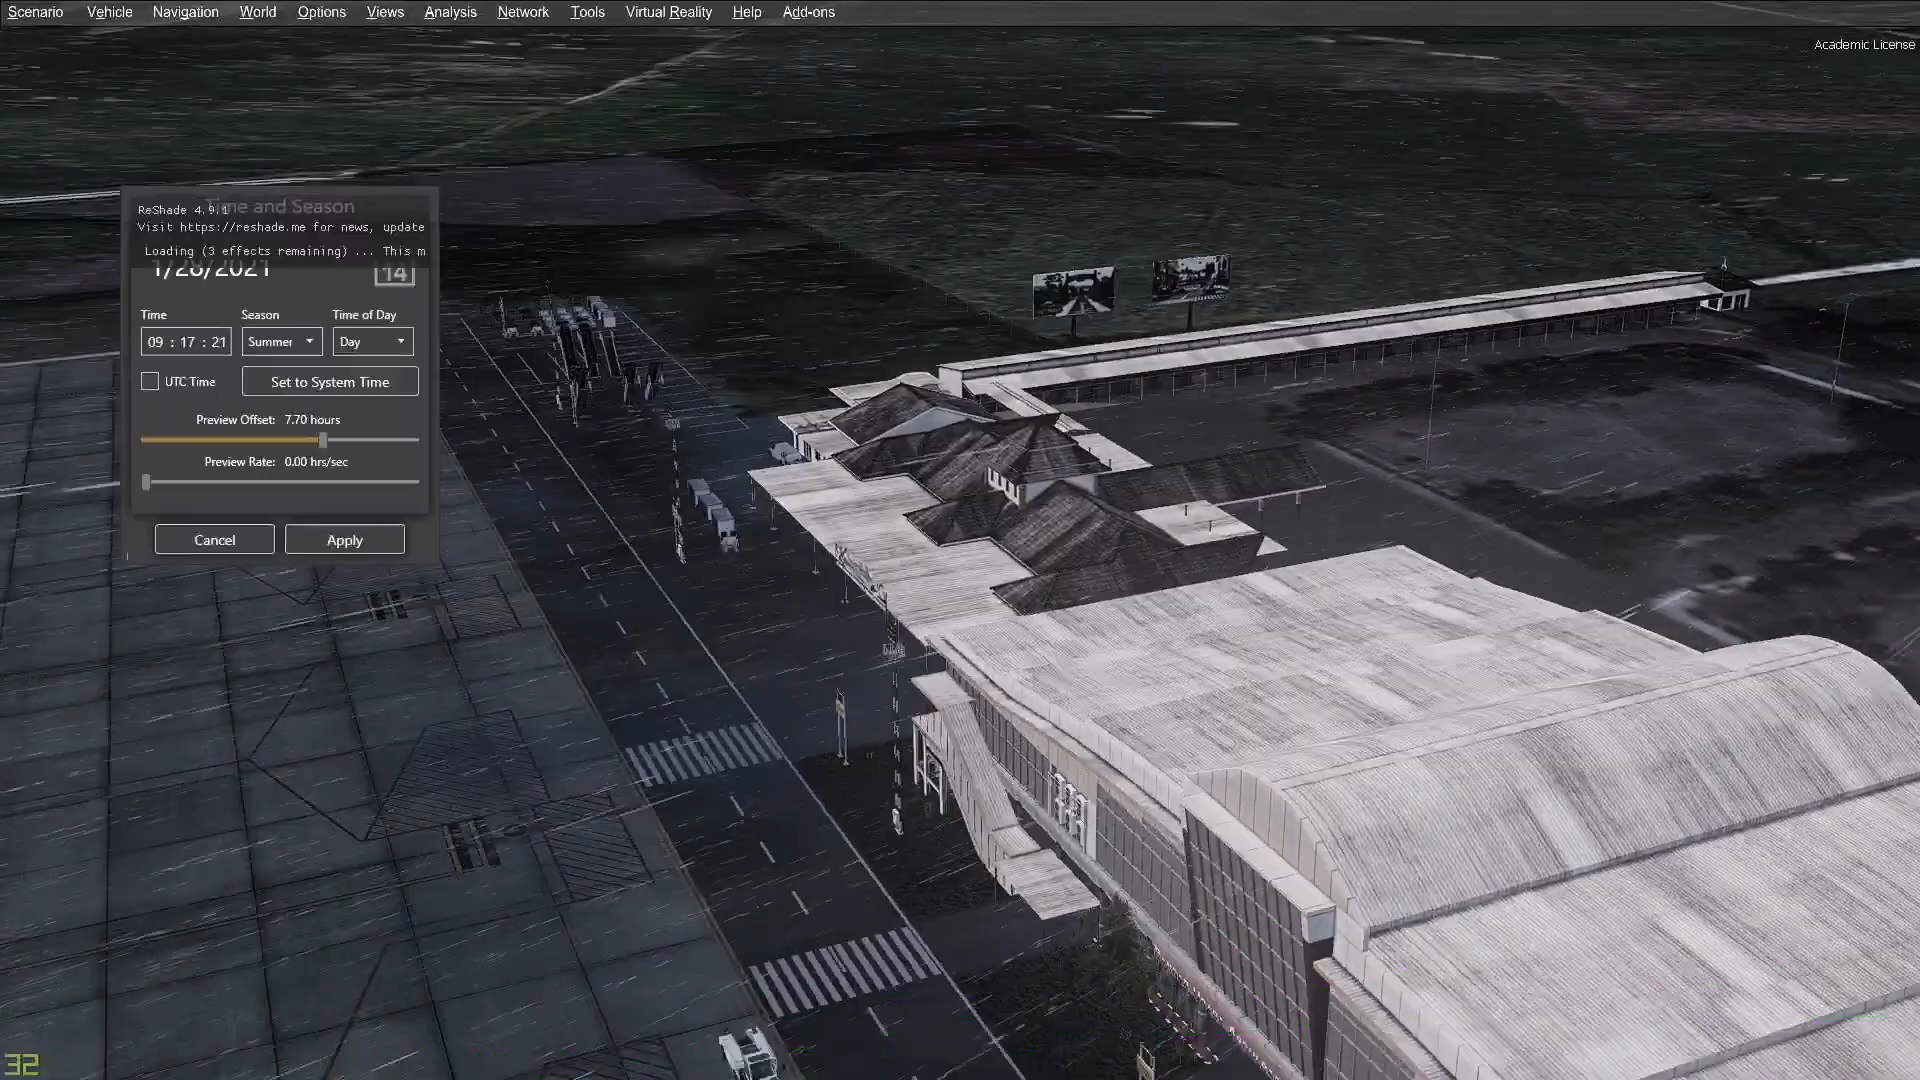 Scenario Vehicle Navigation World Options Views Analysis Network Tools Virtual Reality Help Add-ons
Academic License
Time and Season
ReShade 4.9.1
Visit https://reshade.me for news, update
Loading (3 effects remaining) ... This m
1/28/2021
14
Time Season Time of Day
09 : 17 : 21 Summer Day
UTC Time Set to System Time
Preview Offset: 7.70 hours
Preview Rate: 0.00 hrs/sec
Cancel Apply
32